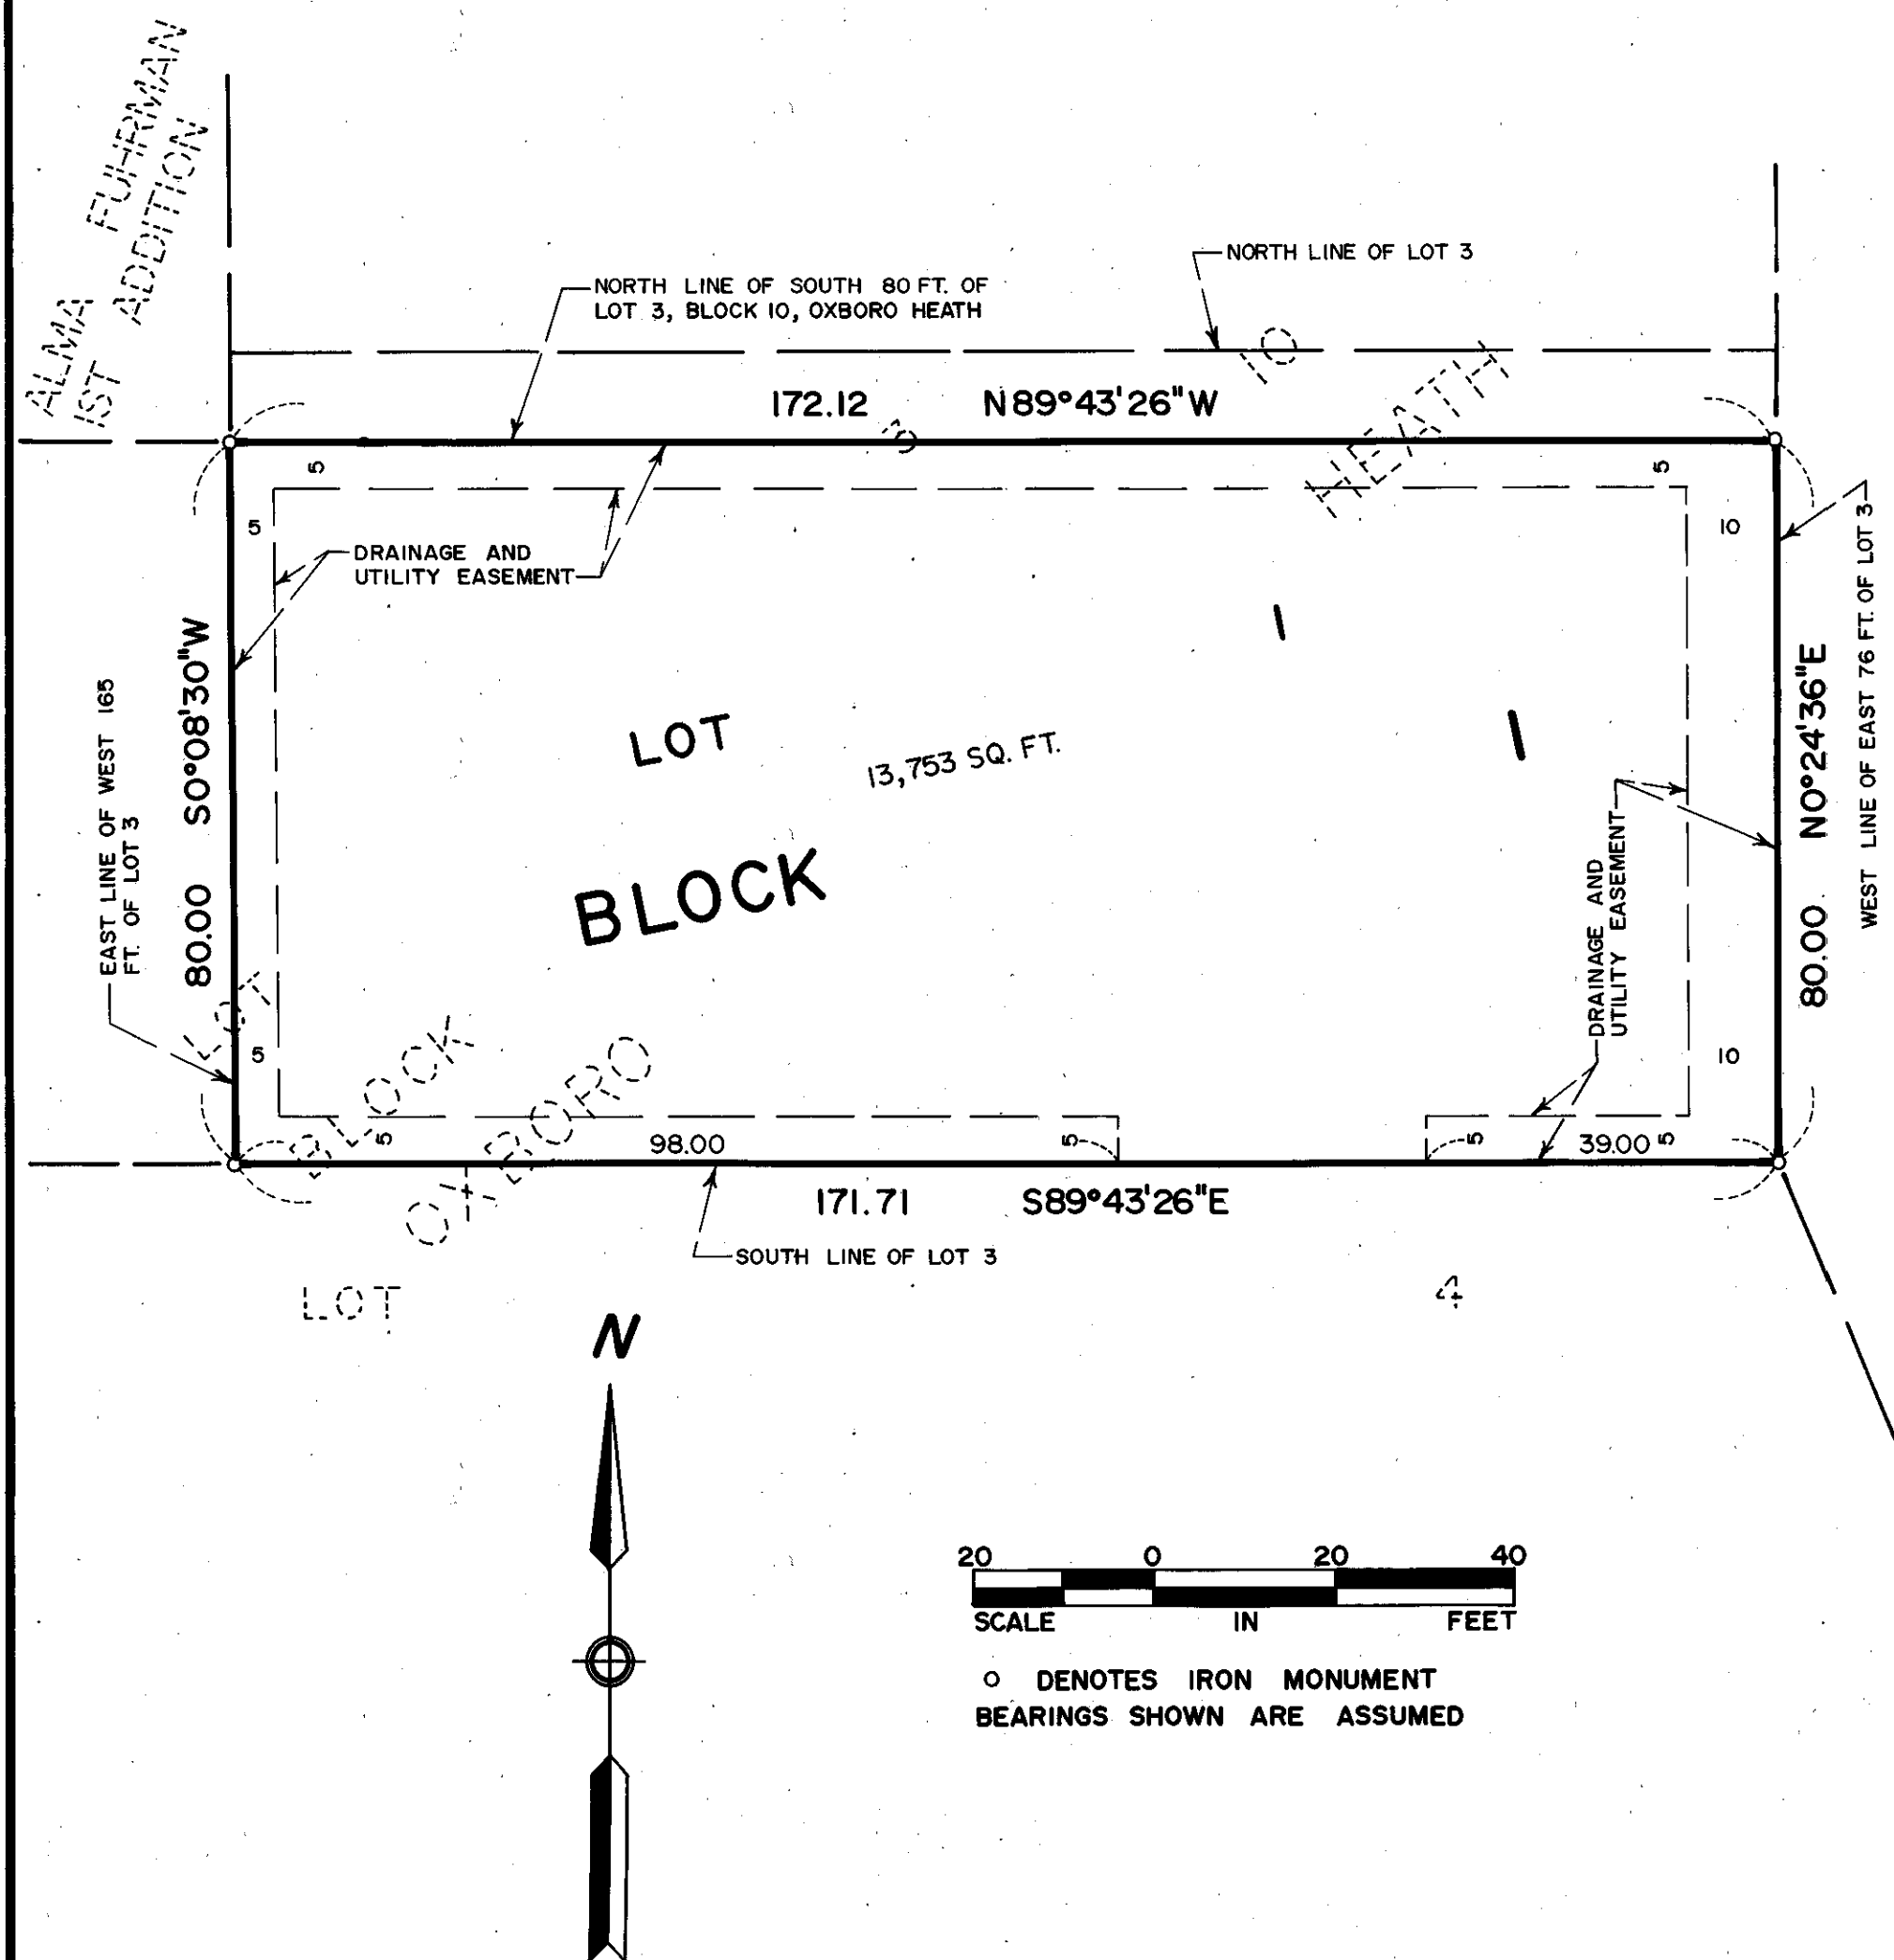 ALMA FUHRMAN
1ST ADDITION
NORTH LINE OF LOT 3
NORTH LINE OF SOUTH 80 FT. OF
LOT 3, BLOCK 10, OXBORO HEATH
172.12 N89°43'26"W
10
3
HEATH
5
5
5
10
DRAINAGE AND
UTILITY EASEMENT
WEST LINE OF EAST 76 FT. OF LOT 3
80.00 S0°08'30"W
EAST LINE OF WEST 165
FT. OF LOT 3
80.00 N0°24'36"E
LOT 1
13,753 SQ. FT.
BLOCK 1
DRAINAGE AND
UTILITY EASEMENT
LOT
BLOCK
OXBORO
5
10
5
98.00
5
5
39.00
5
171.71 S89°43'26"E
SOUTH LINE OF LOT 3
LOT 4
N
20 0 20 40
SCALE IN FEET
o DENOTES IRON MONUMENT
BEARINGS SHOWN ARE ASSUMED